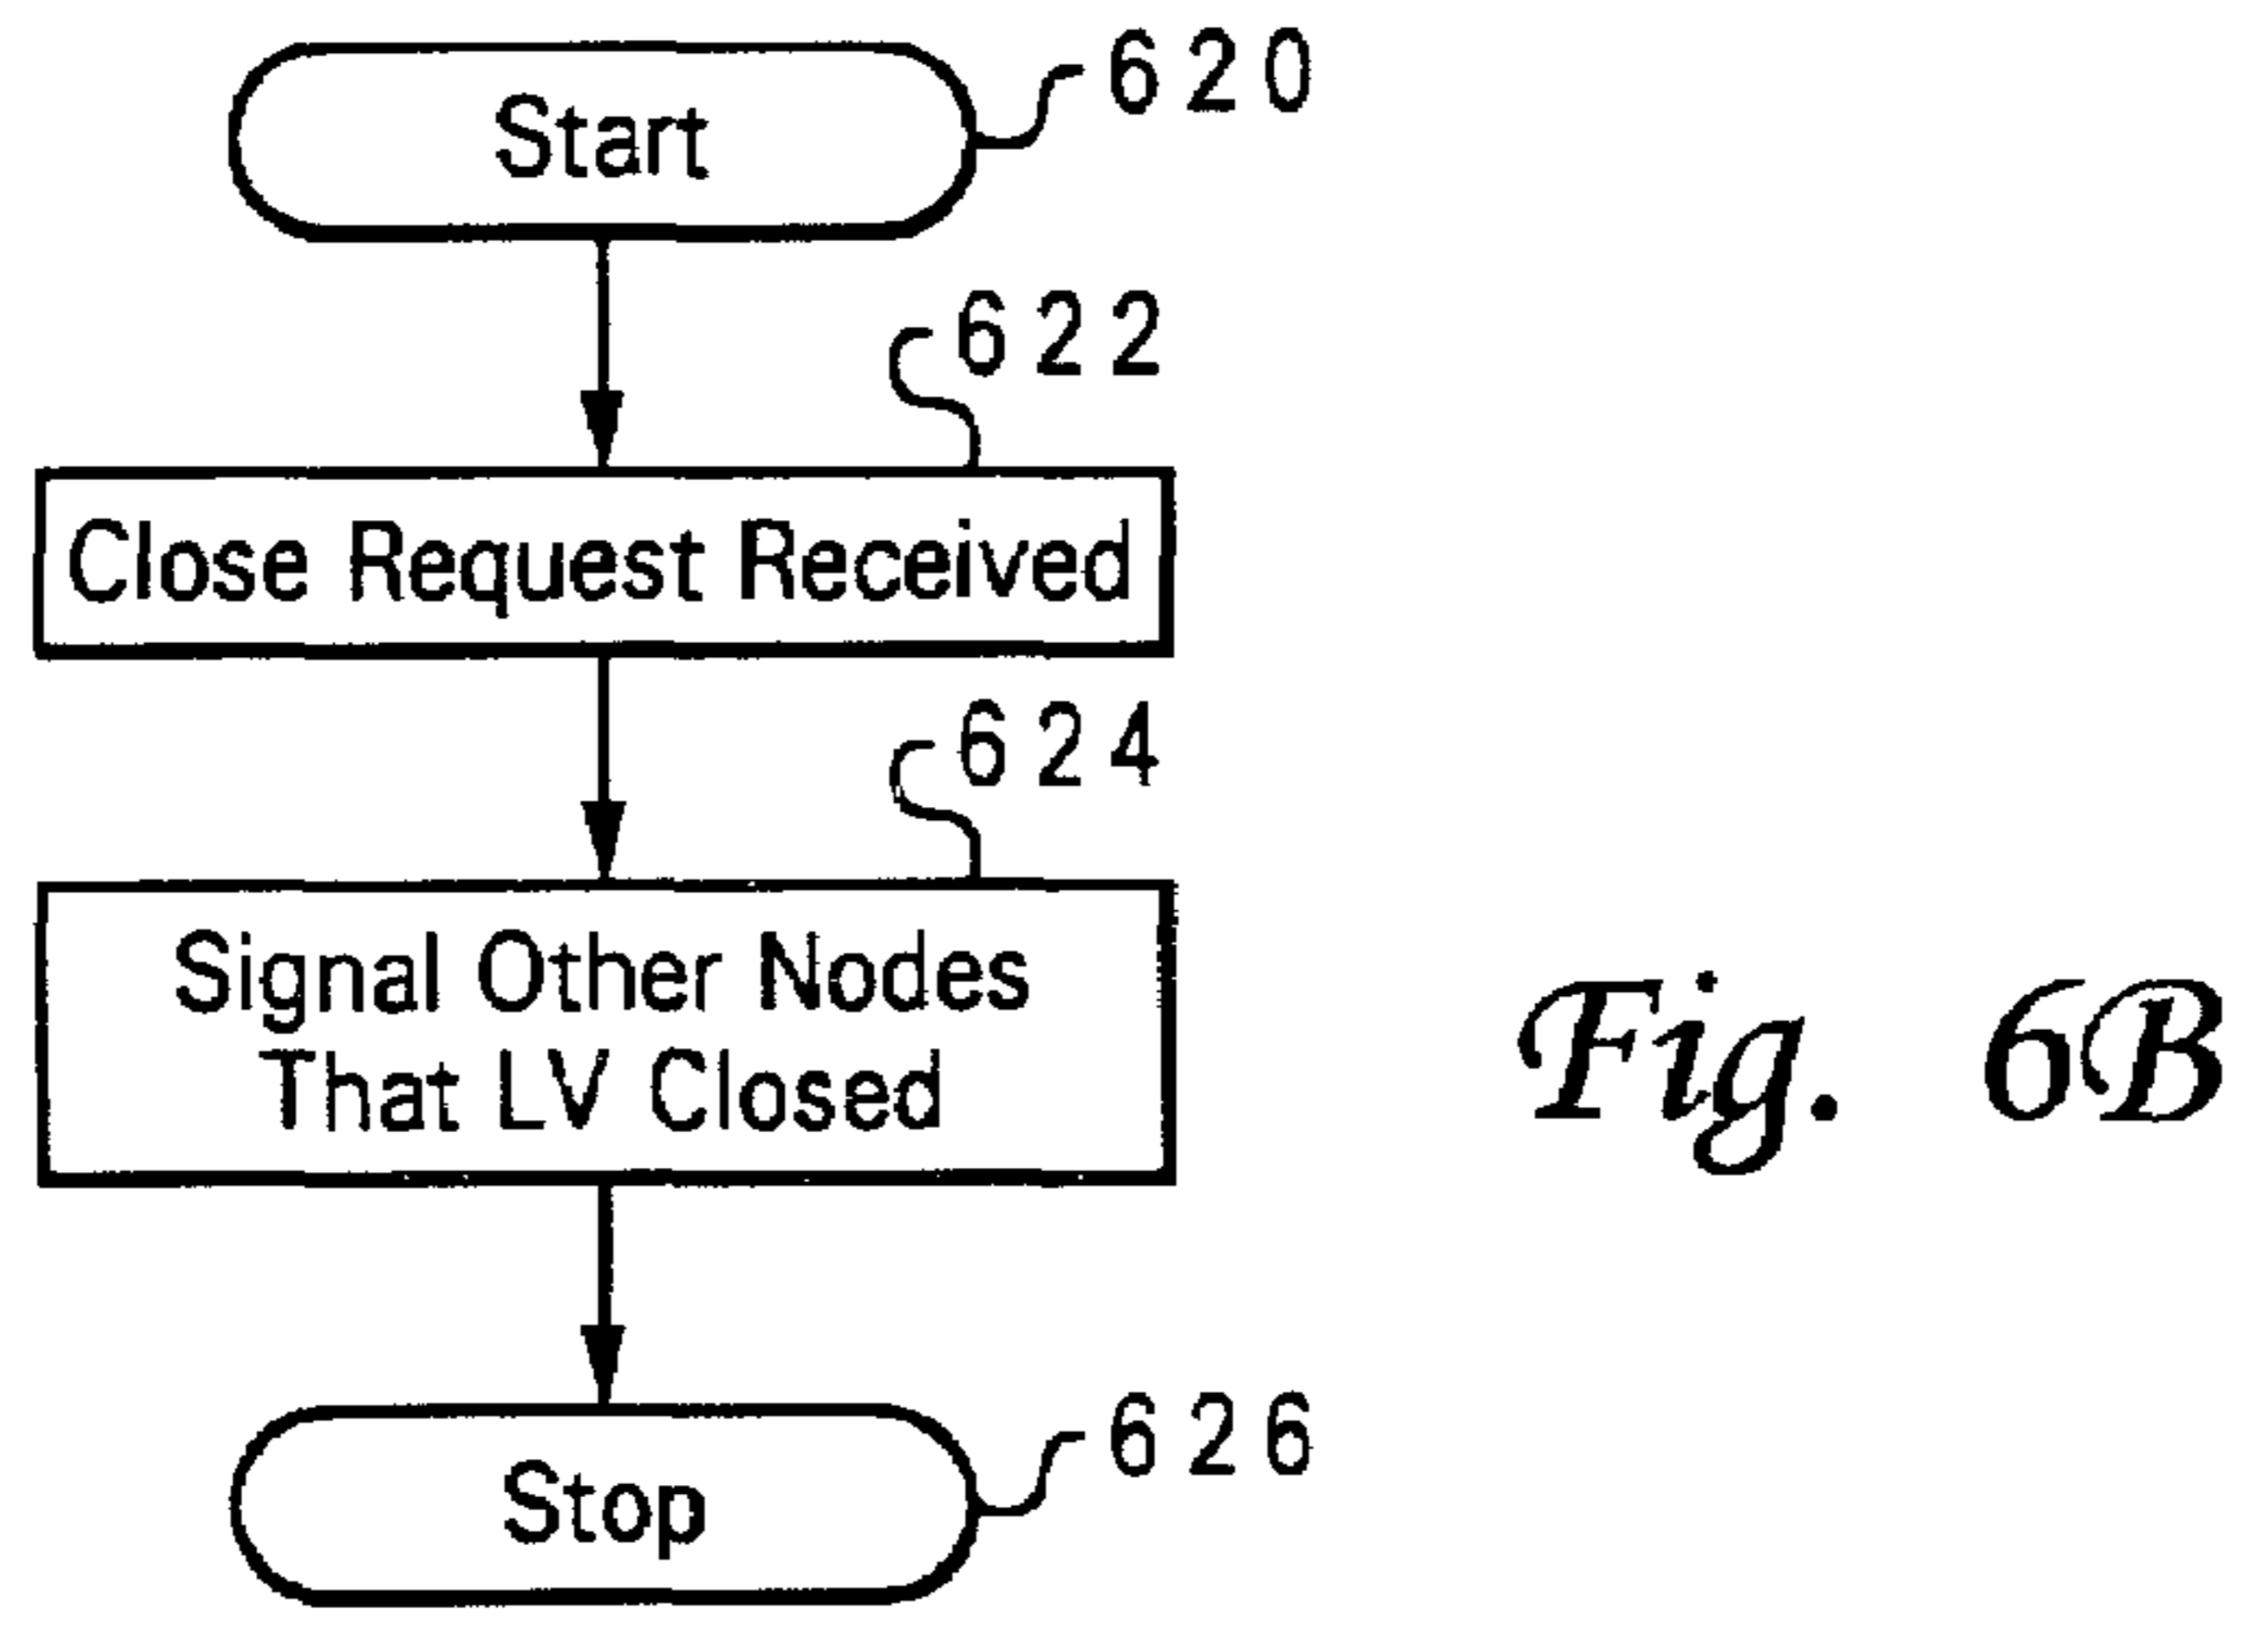 Start
620
622
Close Request Received
624
Signal Other Nodes
That LV Closed
Fig. 6B
Stop
626